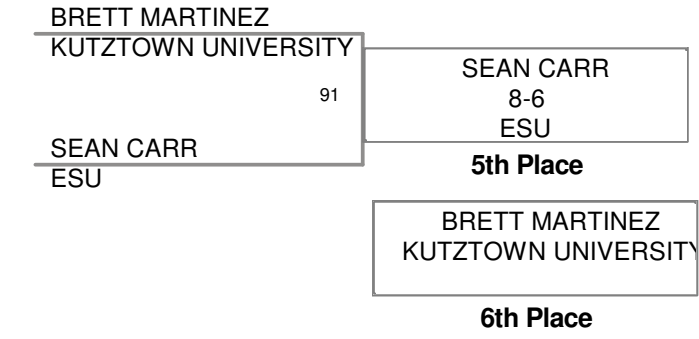 BRETT MARTINEZ
KUTZTOWN UNIVERSITY
91
SEAN CARR
ESU
SEAN CARR
8-6
ESU
5th Place
BRETT MARTINEZ
KUTZTOWN UNIVERSITY
6th Place